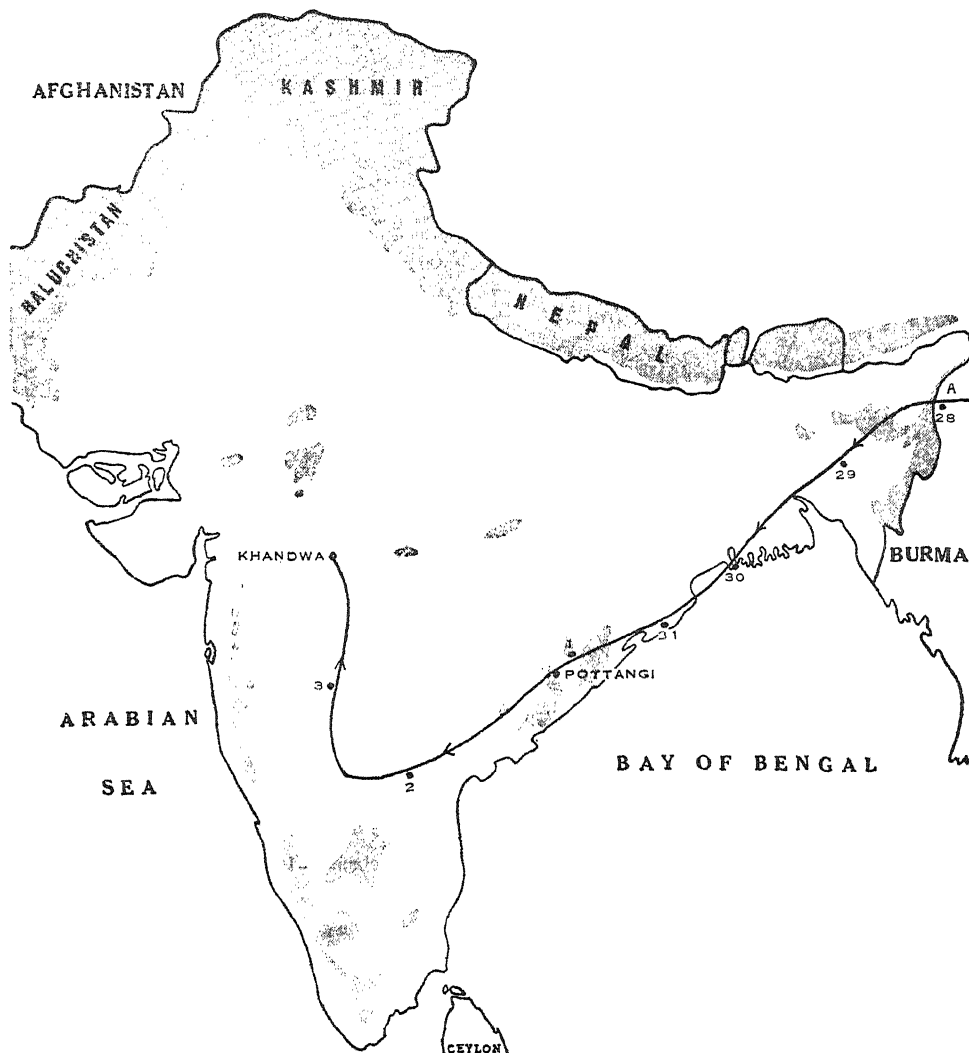 AFGHANISTAN
KASHMIR
BALUCHISTAN
NEPAL
A
28
29
BURMA
KHANDWA
30
31
1
POTTANGI
3
ARABIAN
SEA
BAY OF BENGAL
2
CEYLON